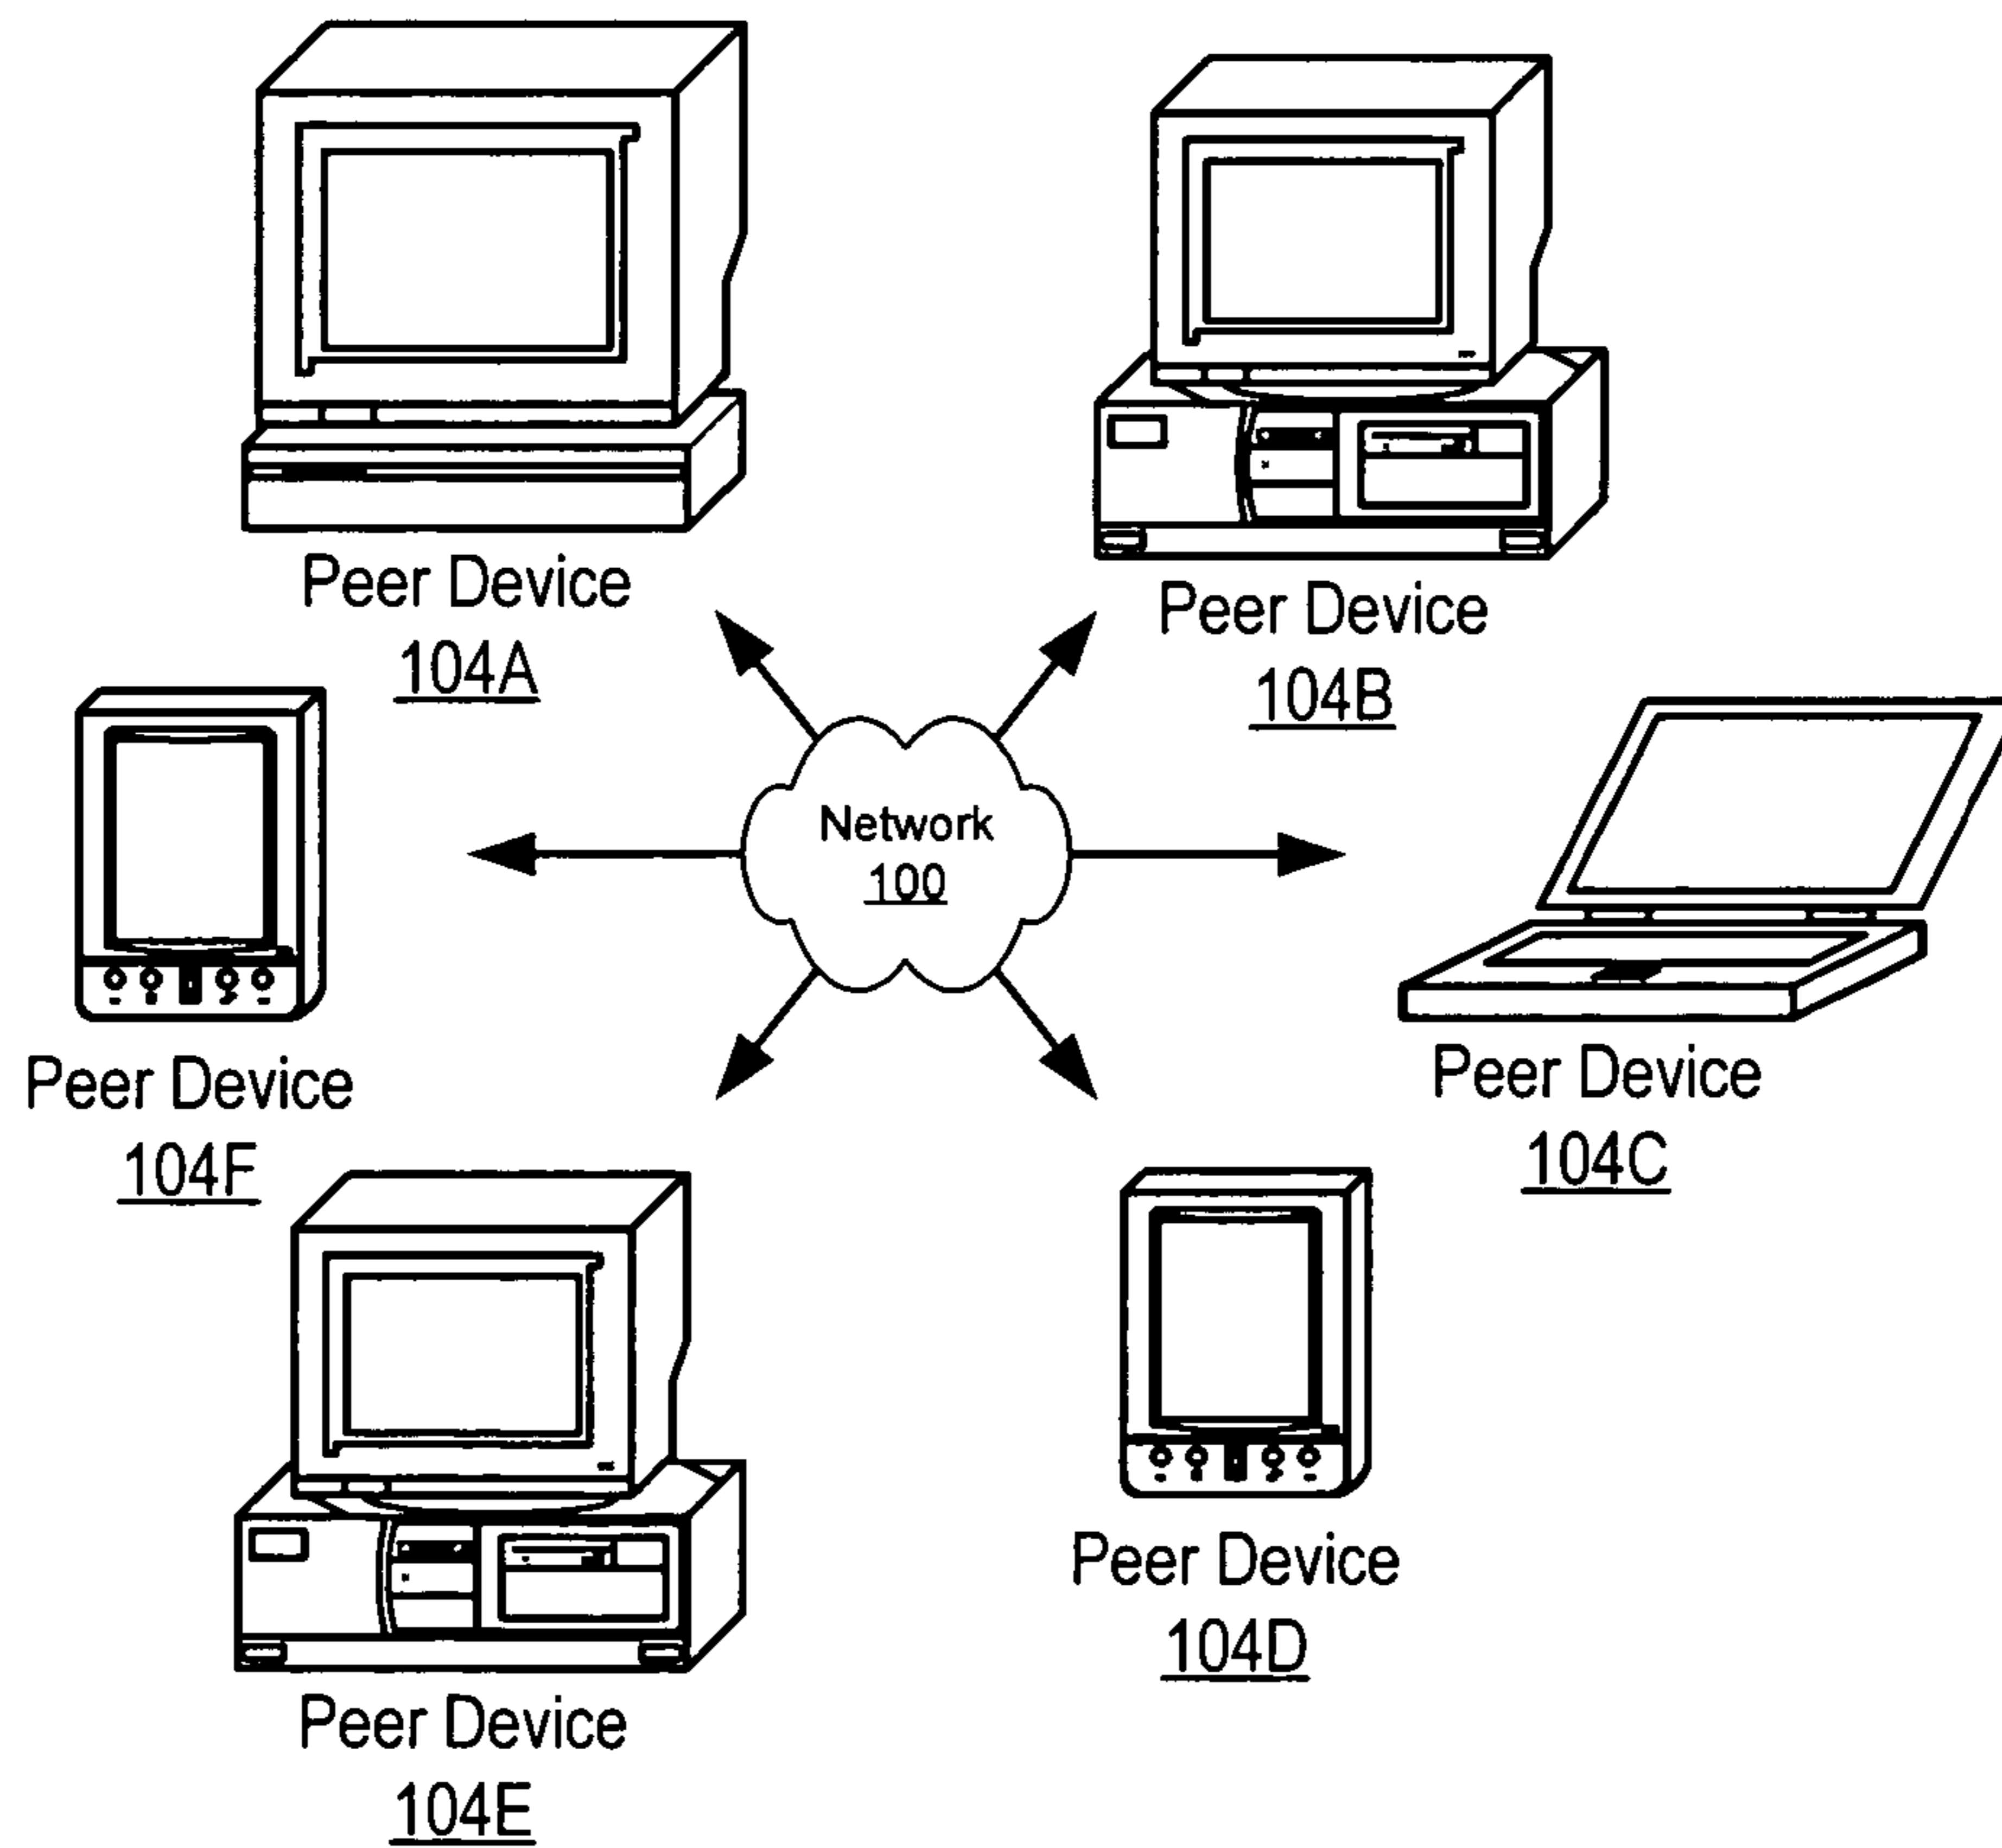 Peer Device
104A
Peer Device
104B
Network
100
Peer Device
104F
Peer Device
104C
Peer Device
104D
Peer Device
104E